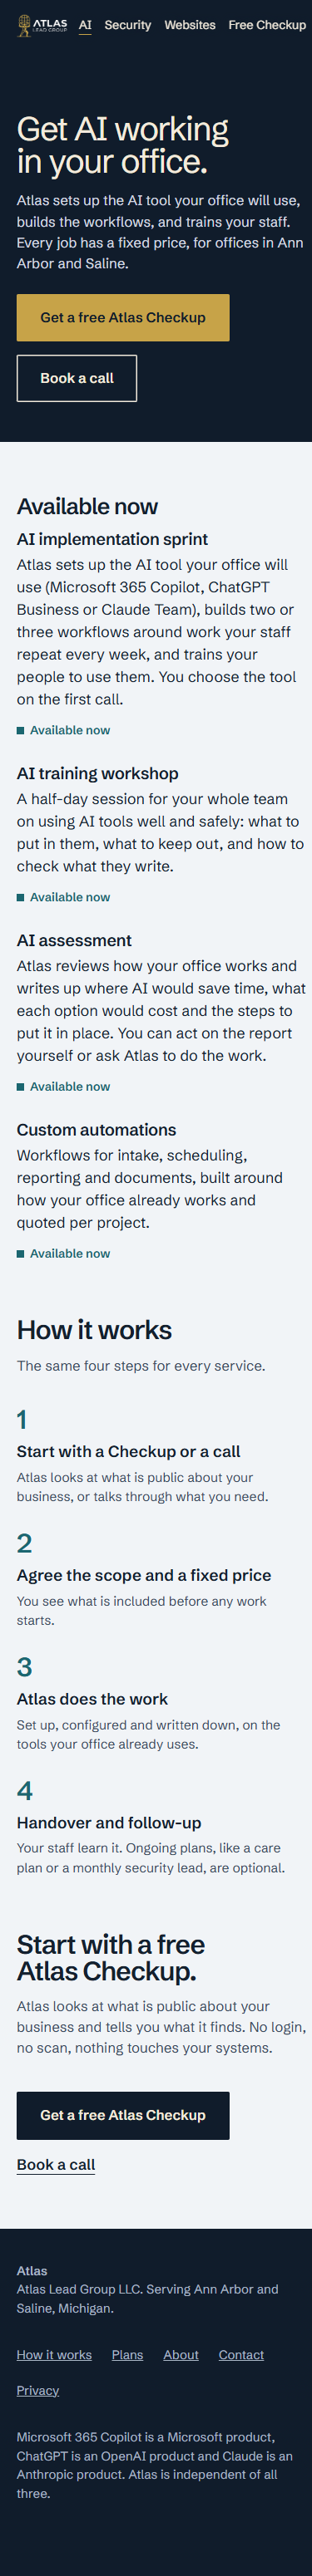 ATLAS
LEAD GROUP
AI Security Websites Free Checkup
Get AI working
in your office.
Atlas sets up the AI tool your office will use,
builds the workflows, and trains your staff.
Every job has a fixed price, for offices in Ann
Arbor and Saline.
Get a free Atlas Checkup
Book a call
Available now
AI implementation sprint
Atlas sets up the AI tool your office will
use (Microsoft 365 Copilot, ChatGPT
Business or Claude Team), builds two or
three workflows around work your staff
repeat every week, and trains your
people to use them. You choose the tool
on the first call.
Available now
AI training workshop
A half-day session for your whole team
on using AI tools well and safely: what to
put in them, what to keep out, and how to
check what they write.
Available now
AI assessment
Atlas reviews how your office works and
writes up where AI would save time, what
each option would cost and the steps to
put it in place. You can act on the report
yourself or ask Atlas to do the work.
Available now
Custom automations
Workflows for intake, scheduling,
reporting and documents, built around
how your office already works and
quoted per project.
Available now
How it works
The same four steps for every service.
1
Start with a Checkup or a call
Atlas looks at what is public about your
business, or talks through what you need.
2
Agree the scope and a fixed price
You see what is included before any work
starts.
3
Atlas does the work
Set up, configured and written down, on the
tools your office already uses.
4
Handover and follow-up
Your staff learn it. Ongoing plans, like a care
plan or a monthly security lead, are optional.
Start with a free
Atlas Checkup.
Atlas looks at what is public about your
business and tells you what it finds. No login,
no scan, nothing touches your systems.
Get a free Atlas Checkup
Book a call
Atlas
Atlas Lead Group LLC. Serving Ann Arbor and
Saline, Michigan.
How it works Plans About Contact
Privacy
Microsoft 365 Copilot is a Microsoft product,
ChatGPT is an OpenAI product and Claude is an
Anthropic product. Atlas is independent of all
three.